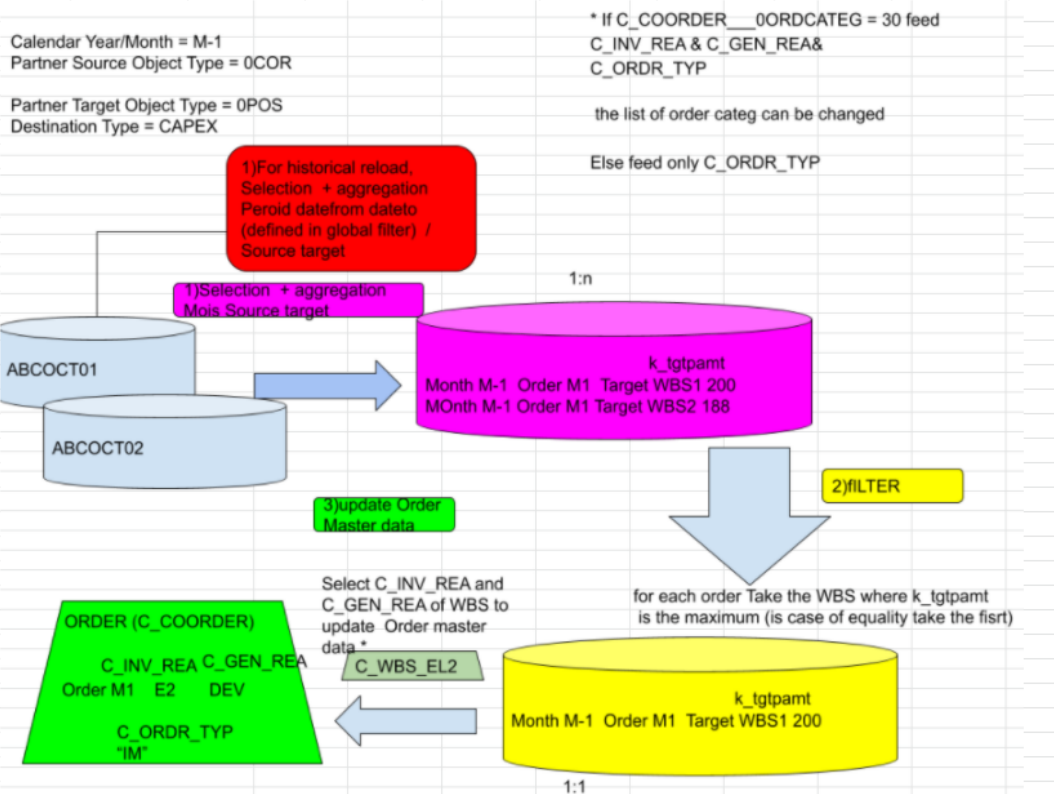 Calendar Year/Month = M-1
Partner Source Object Type = 0COR
Partner Target Object Type = 0POS
Destination Type = CAPEX
* If C_COORDER___0ORDCATEG = 30 feed
C_INV_REA & C_GEN_REA&
C_ORDR_TYP
the list of order categ can be changed
Else feed only C_ORDR_TYP
1)For historical reload,
Selection + aggregation
Peroid datefrom dateto
(defined in global filter) /
Source target
1)Selection + aggregation
Mois Source target
1:n
ABCOCT01
ABCOCT02
k_tgtpamt
Month M-1 Order M1 Target WBS1 200
MOnth M-1 Order M1 Target WBS2 188
2)fILTER
3)update Order
Master data
for each order Take the WBS where k_tgtpamt
is the maximum (is case of equality take the fisrt)
Select C_INV_REA and
C_GEN_REA of WBS to
update Order master
data *
C_WBS_EL2
k_tgtpamt
Month M-1 Order M1 Target WBS1 200
1:1
ORDER (C_COORDER)
C_INV_REA C_GEN_REA
Order M1 E2 DEV
C_ORDR_TYP
“IM”